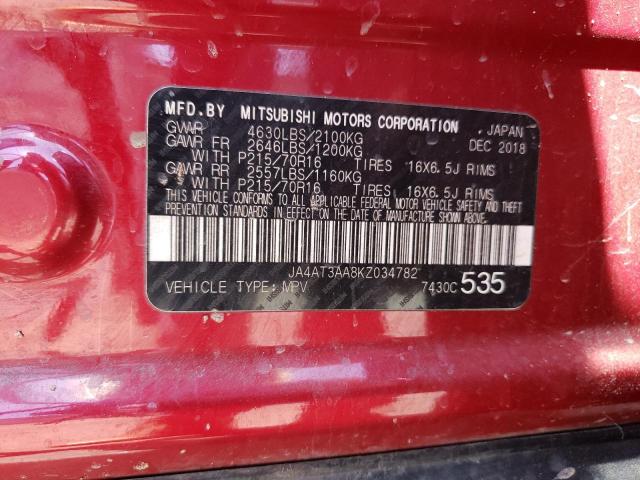 MFD.BY MITSUBISHI MOTORS CORPORATION JAPAN
GVWR 4630LBS/2100KG DEC 2018
GAWR FR 2646LBS/1200KG
WITH P215/70R16 TIRES 16X6.5J RIMS
GAWR RR 2557LBS/1160KG
WITH P215/70R16 TIRES 16X6.5J RIMS
THIS VEHICLE CONFORMS TO ALL APPLICABLE FEDERAL MOTOR VEHICLE SAFETY AND THEFT
PREVENTION STANDARDS IN EFFECT ON THE DATE OF MANUFACTURE SHOWN ABOVE.
JA4AT3AA8KZ034782
VEHICLE TYPE: MPV 7430C 535